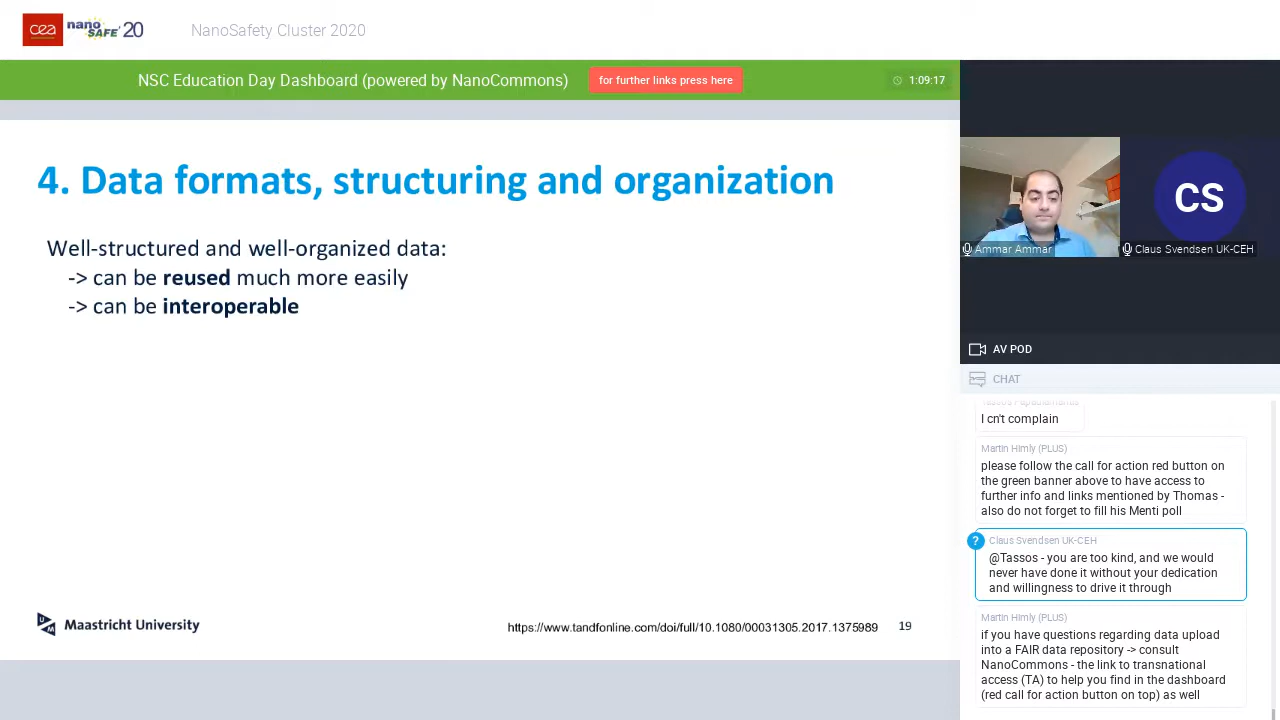 cea nano SAFE' 20
NanoSafety Cluster 2020
NSC Education Day Dashboard (powered by NanoCommons)
for further links press here
1:09:17
4. Data formats, structuring and organization
Well-structured and well-organized data:
-> can be reused much more easily
-> can be interoperable
Maastricht University
https://www.tandfonline.com/doi/full/10.1080/00031305.2017.1375989
19
CS
Ammar Ammar
Claus Svendsen UK-CEH
AV POD
CHAT
I cn't complain
Martin Himly (PLUS)
please follow the call for action red button on
the green banner above to have access to
further info and links mentioned by Thomas -
also do not forget to fill his Menti poll
?
Claus Svendsen UK-CEH
@Tassos - you are too kind, and we would
never have done it without your dedication
and willingness to drive it through
Martin Himly (PLUS)
if you have questions regarding data upload
into a FAIR data repository -> consult
NanoCommons - the link to transnational
access (TA) to help you find in the dashboard
(red call for action button on top) as well